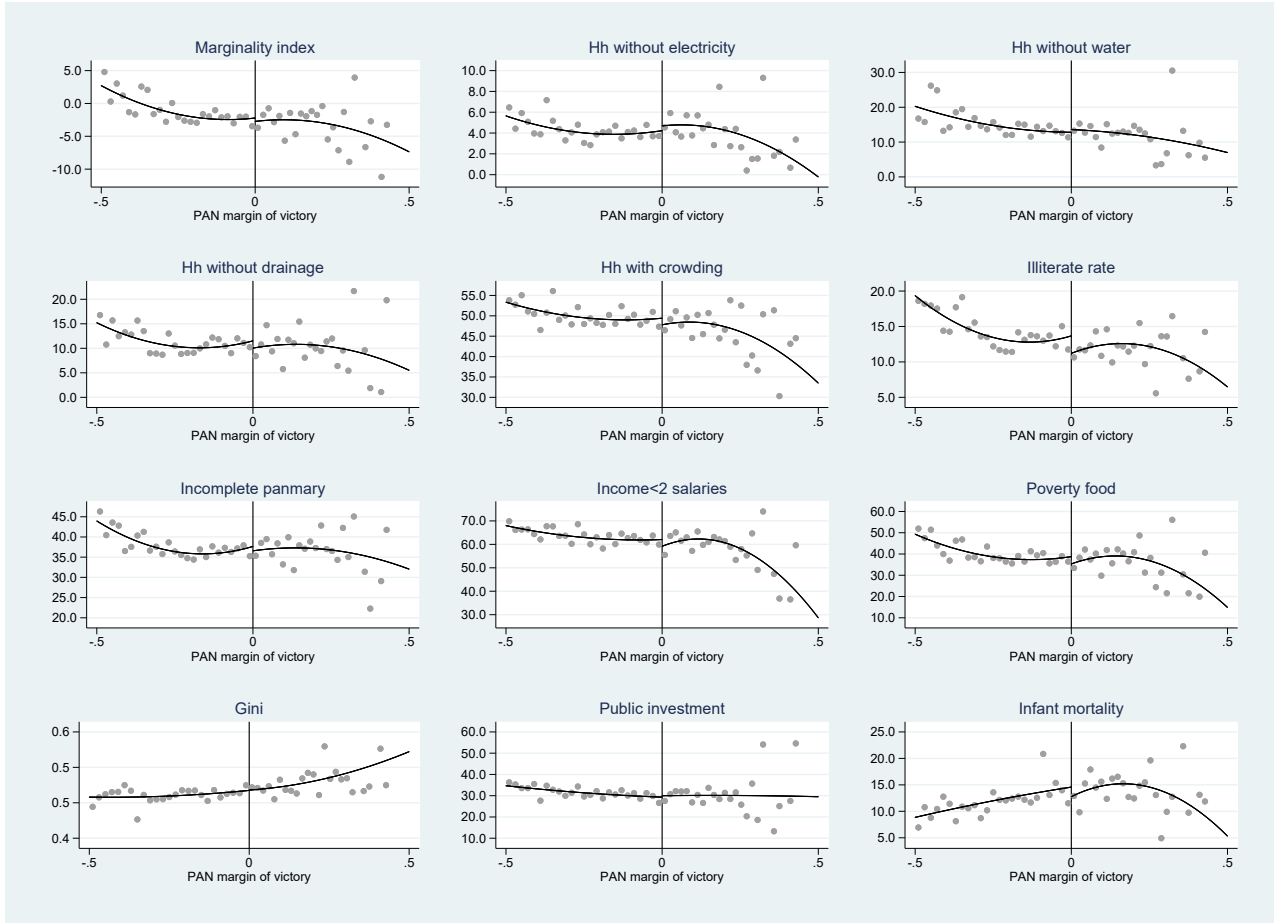 Marginality index
5.0
0.0
-5.0
-10.0
-.5 0 .5
PAN margin of victory
Hh without electricity
10.0
8.0
6.0
4.0
2.0
0.0
-.5 0 .5
PAN margin of victory
Hh without water
30.0
20.0
10.0
0.0
-.5 0 .5
PAN margin of victory
Hh without drainage
20.0
15.0
10.0
5.0
0.0
-.5 0 .5
PAN margin of victory
Hh with crowding
55.0
50.0
45.0
40.0
35.0
30.0
-.5 0 .5
PAN margin of victory
Illiterate rate
20.0
15.0
10.0
5.0
-.5 0 .5
PAN margin of victory
Incomplete panmary
45.0
40.0
35.0
30.0
25.0
20.0
-.5 0 .5
PAN margin of victory
Income<2 salaries
70.0
60.0
50.0
40.0
30.0
-.5 0 .5
PAN margin of victory
Poverty food
60.0
50.0
40.0
30.0
20.0
10.0
-.5 0 .5
PAN margin of victory
Gini
0.6
0.5
0.5
0.4
-.5 0 .5
PAN margin of victory
Public investment
60.0
50.0
40.0
30.0
20.0
10.0
-.5 0 .5
PAN margin of victory
Infant mortality
25.0
20.0
15.0
10.0
5.0
-.5 0 .5
PAN margin of victory